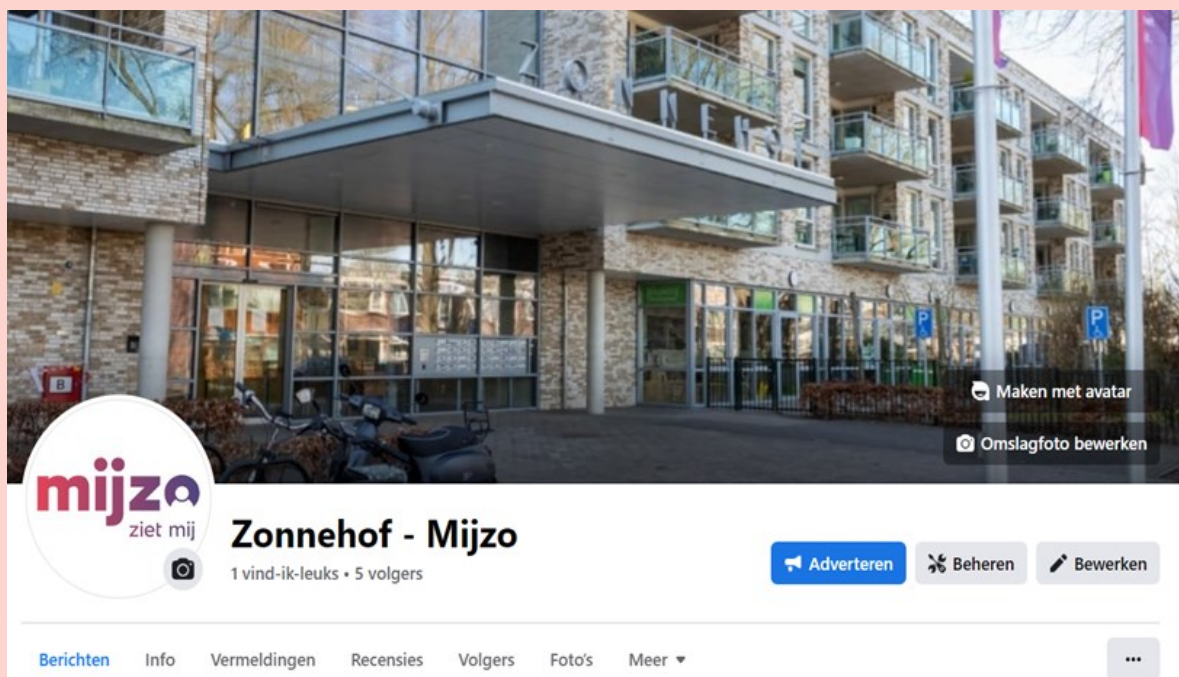 ZONNEHOF
P
P
B
Maken met avatar
Omslagfoto bewerken
mijzo
ziet mij
Zonnehof - Mijzo
1 vind-ik-leuks • 5 volgers
Adverteren
Beheren
Bewerken
Berichten Info Vermeldingen Recensies Volgers Foto's Meer